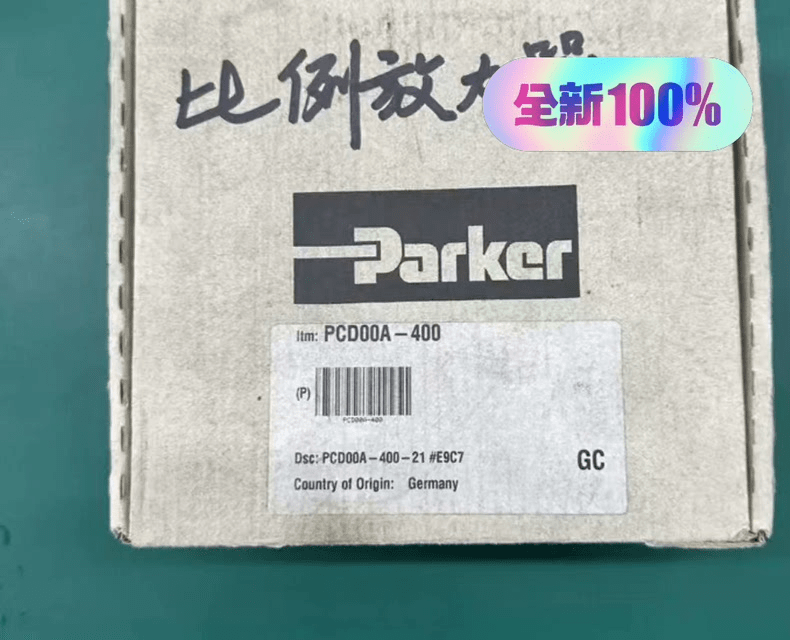 比例放大器
全新100%
Parker
Itm: PCD00A-400
(P)
PCD00A-400
Dsc: PCD00A-400-21 #E9C7
GC
Country of Origin: Germany